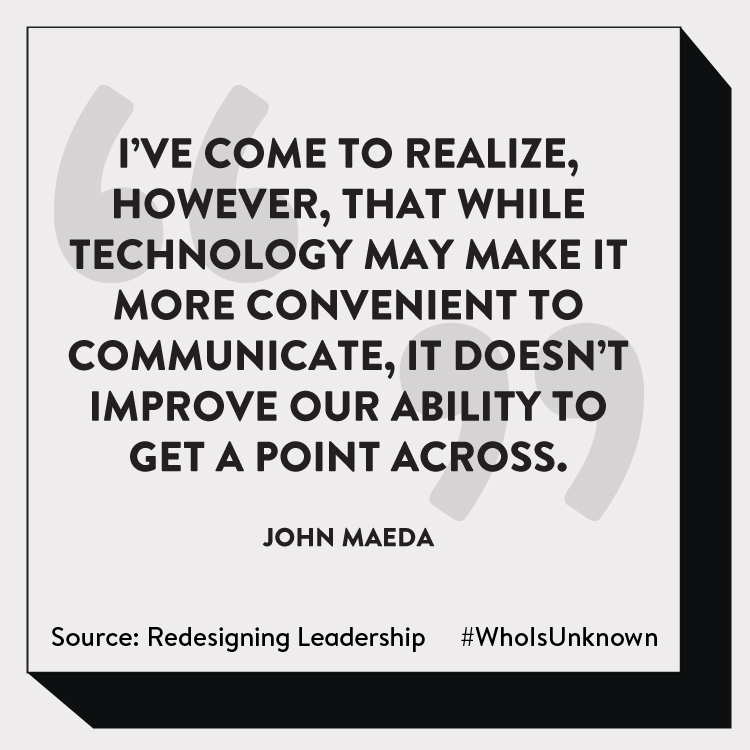 I’VE COME TO REALIZE,
HOWEVER, THAT WHILE
TECHNOLOGY MAY MAKE IT
MORE CONVENIENT TO
COMMUNICATE, IT DOESN’T
IMPROVE OUR ABILITY TO
GET A POINT ACROSS.
JOHN MAEDA
Source: Redesigning Leadership #WhoIsUnknown